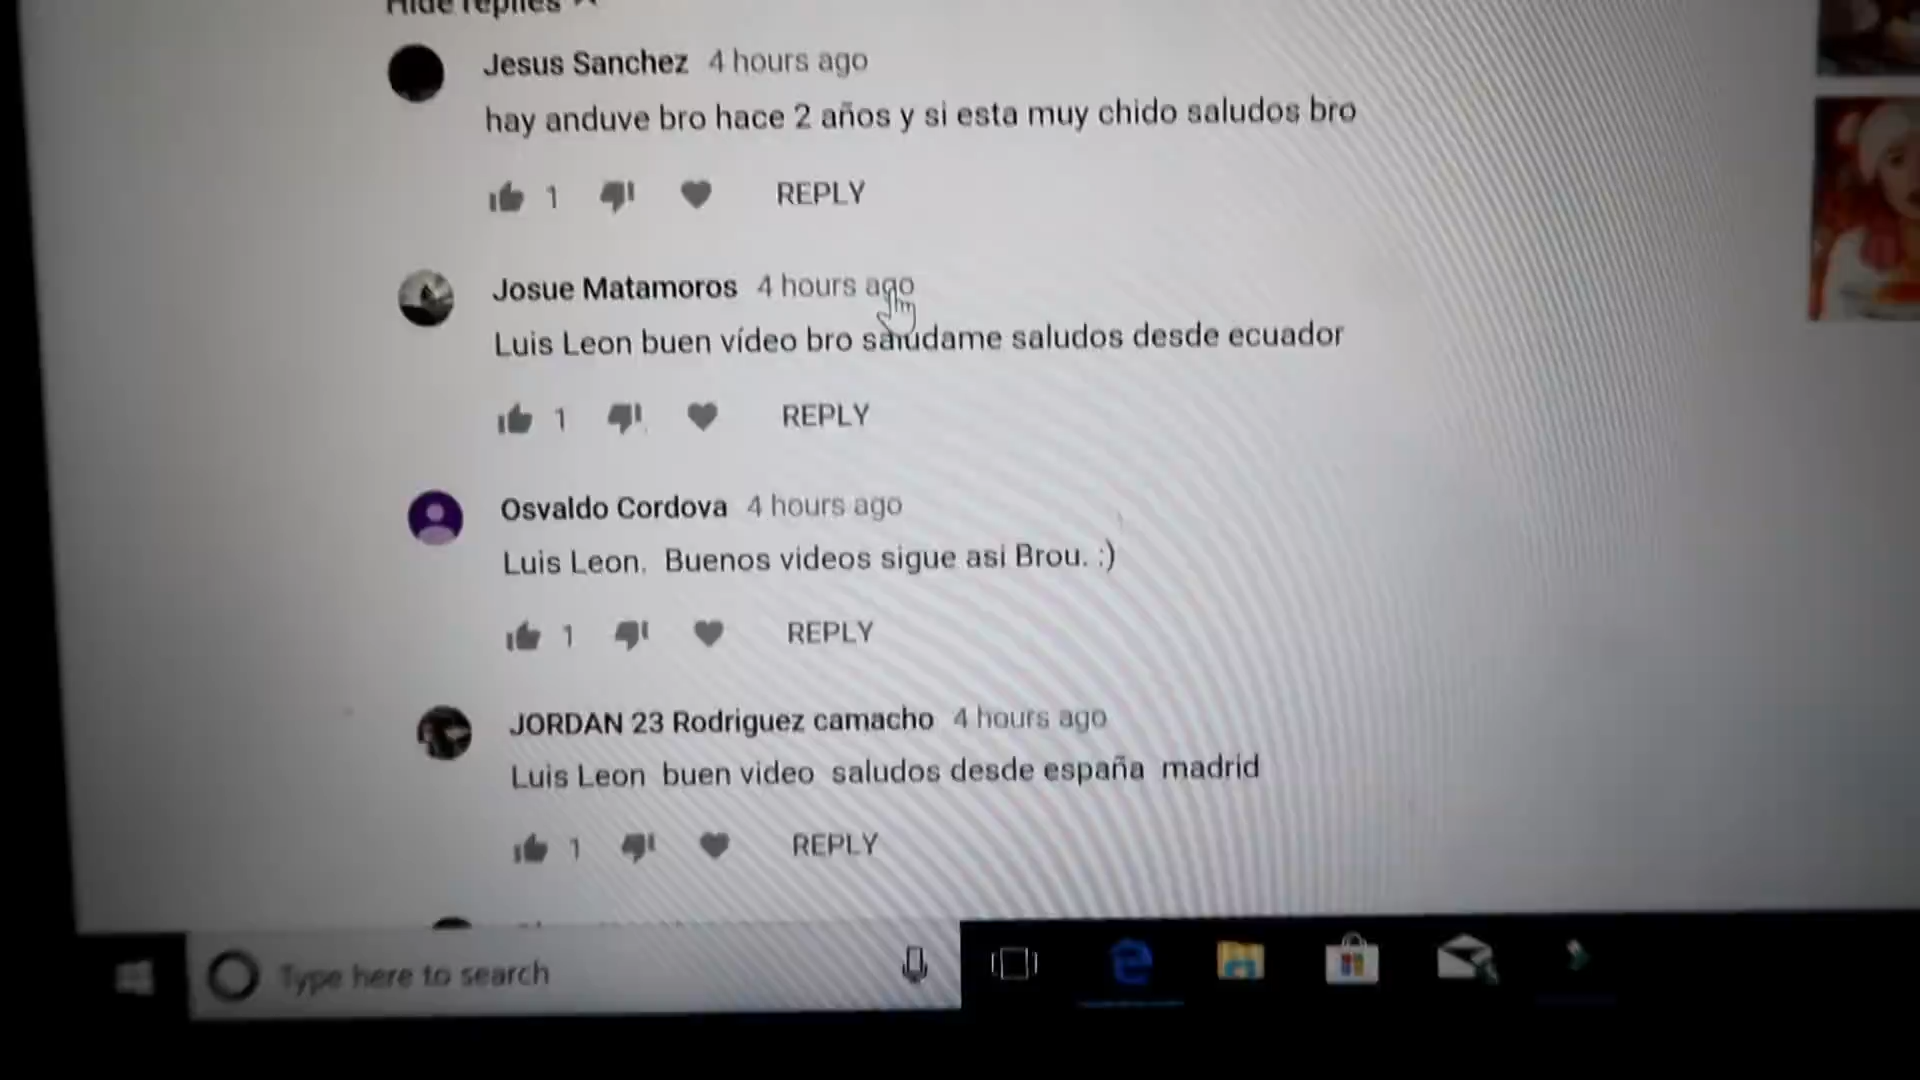 Hide replies
Jesus Sanchez 4 hours ago
hay anduve bro hace 2 años y si esta muy chido saludos bro
1 REPLY
Josue Matamoros 4 hours ago
Luis Leon buen vídeo bro saludame saludos desde ecuador
1 REPLY
Osvaldo Cordova 4 hours ago
Luis Leon. Buenos videos sigue asi Brou. :)
1 REPLY
JORDAN 23 Rodriguez camacho 4 hours ago
Luis Leon buen video saludos desde españa madrid
1 REPLY
Type here to search